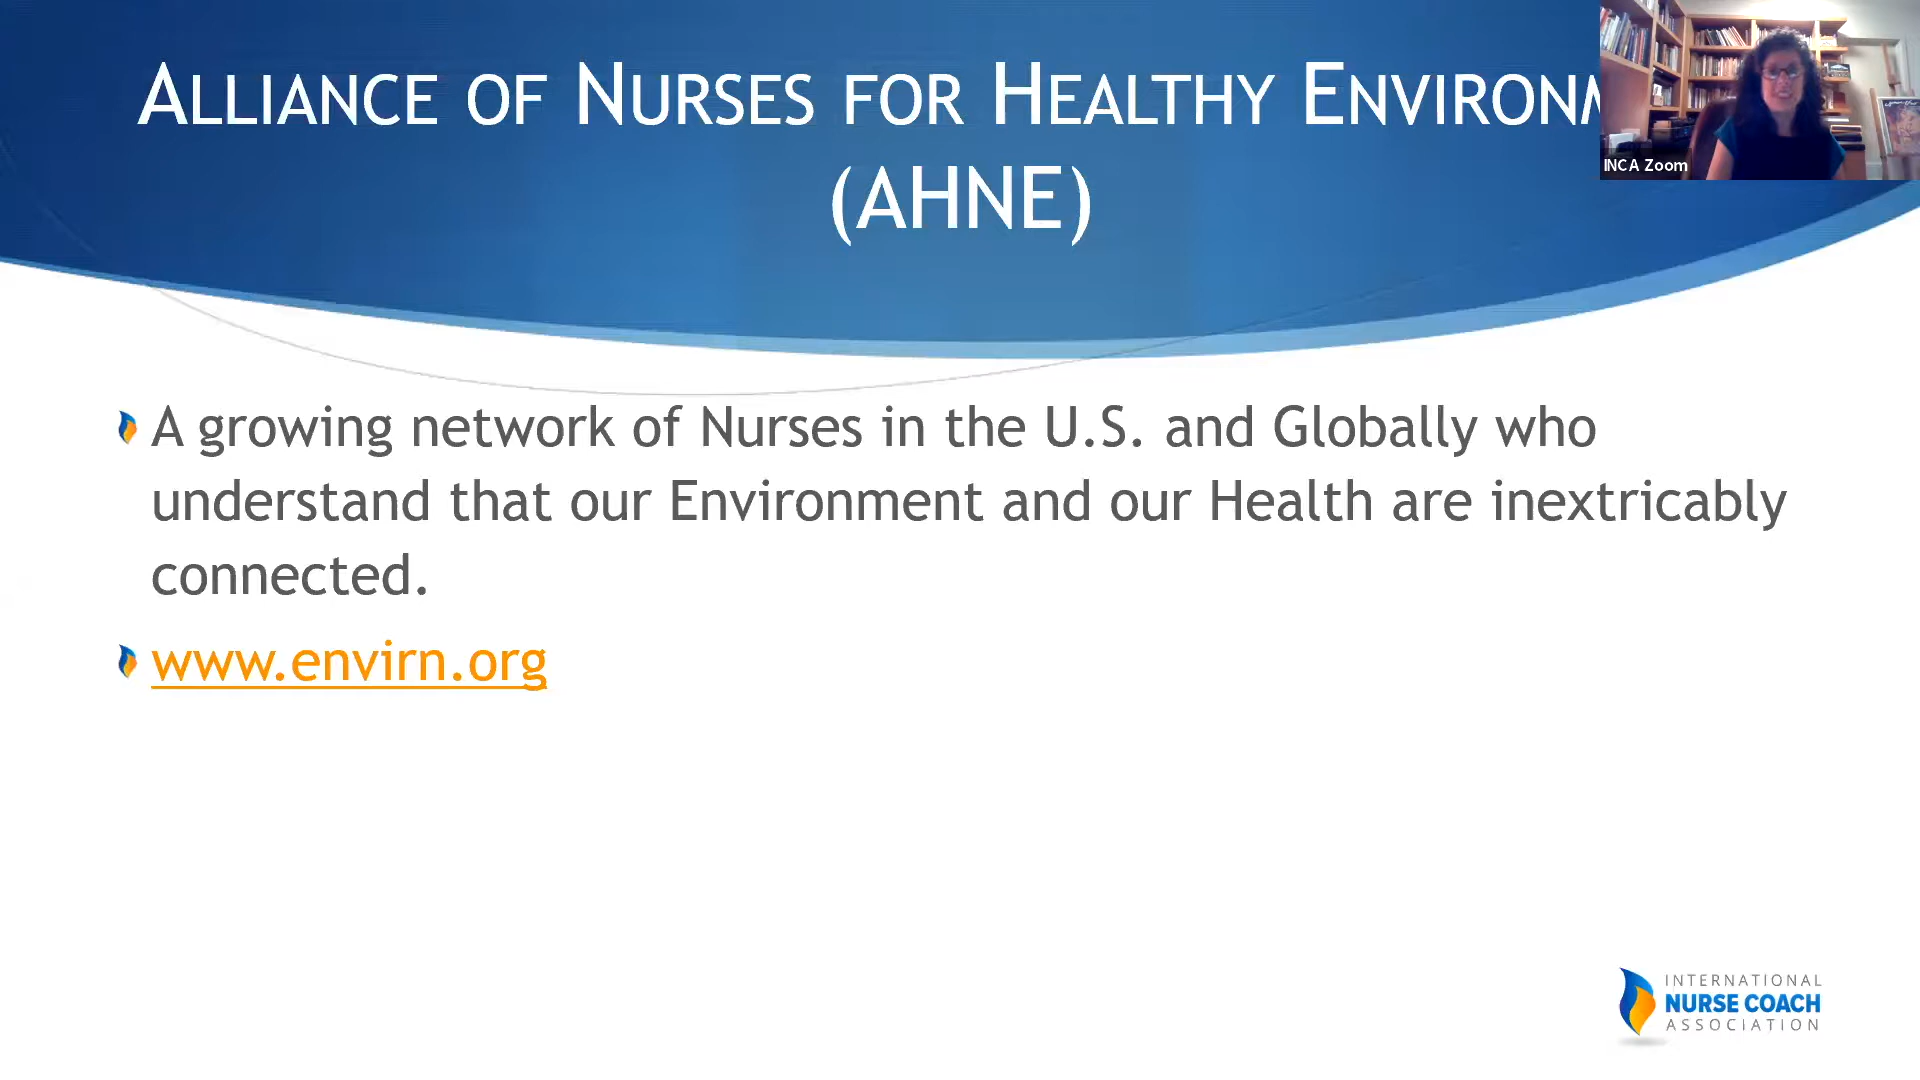 ALLIANCE OF NURSES FOR HEALTHY
(AHNE)
INCA Zoom
A growing network of Nurses in the U.S. and Globally who
understand that our Environment and our Health are inextricably
connected.
www.envirn.org
INTERNATIONAL
NURSE COACH
ASSOCIATION